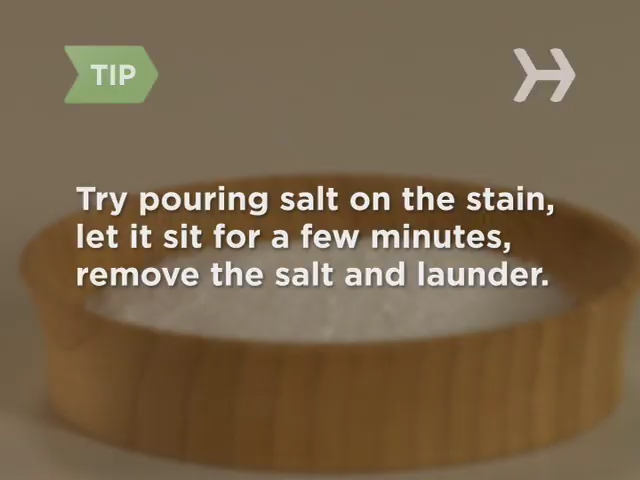 TIP
Try pouring salt on the stain,
let it sit for a few minutes,
remove the salt and launder.